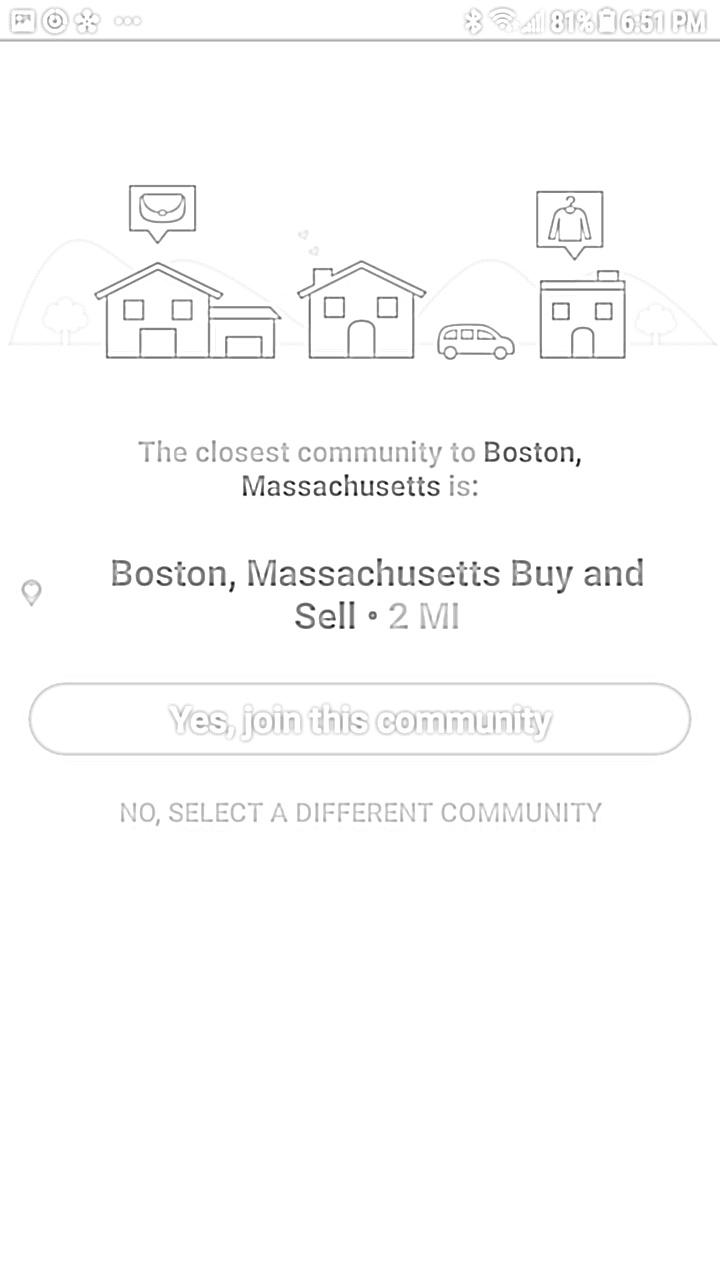 81% 6:51 PM
The closest community to Boston,
Massachusetts is:
Boston, Massachusetts Buy and
Sell • 2 MI
Yes, join this community
NO, SELECT A DIFFERENT COMMUNITY